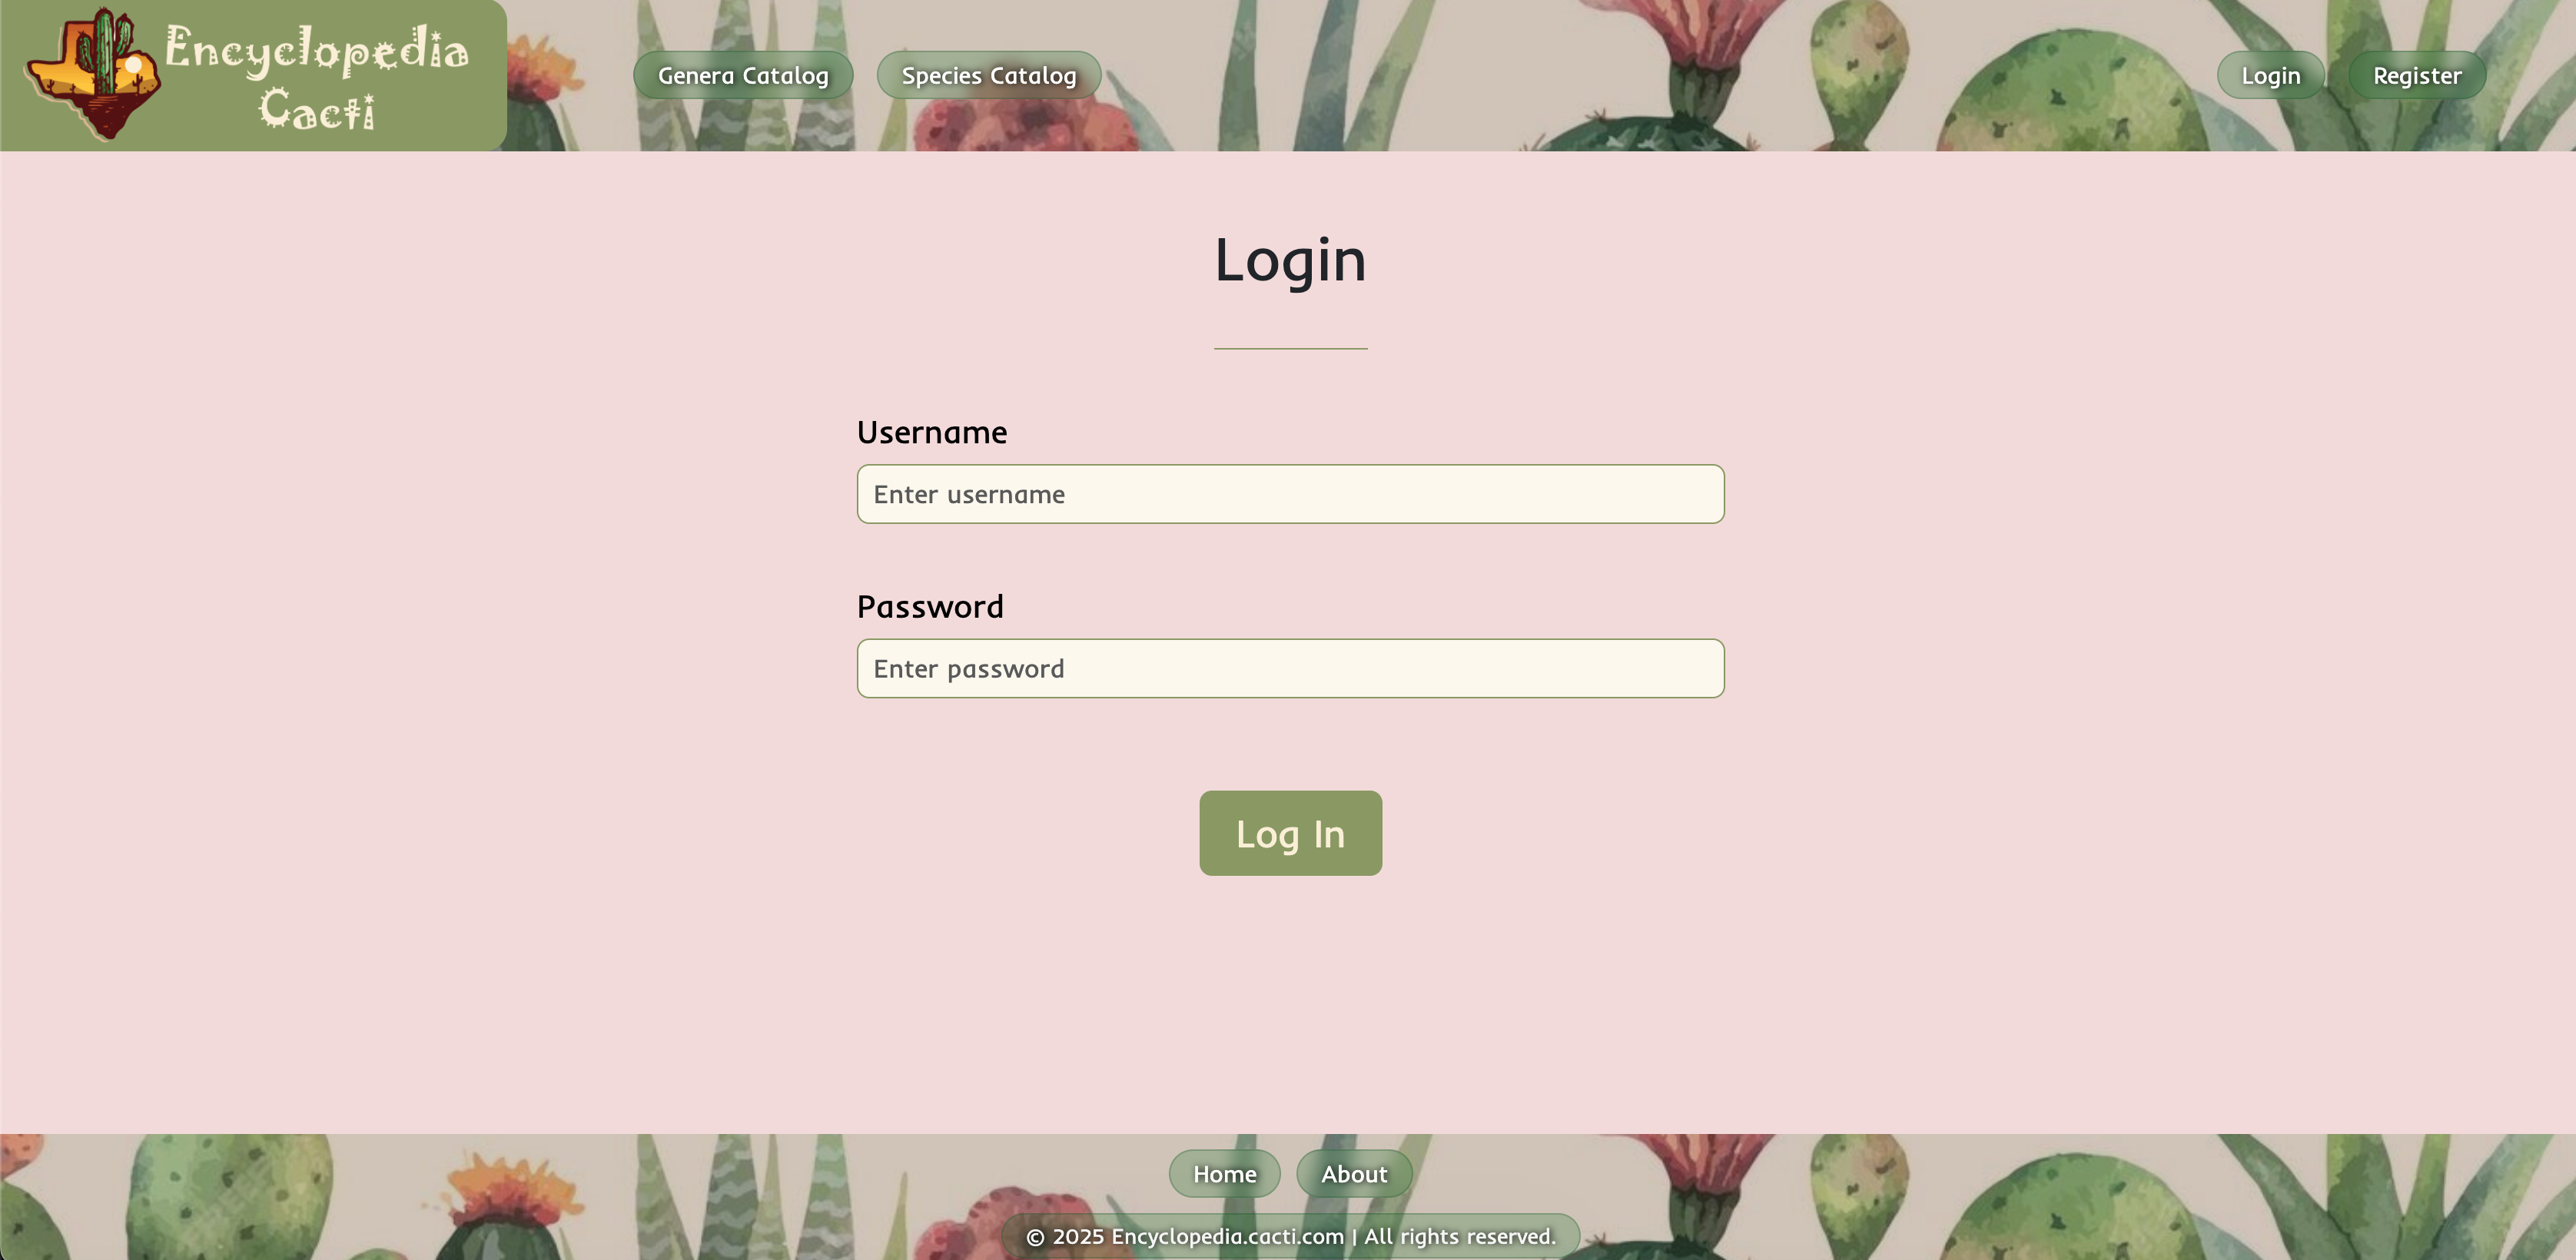 Encyclopedia
Cacti
Genera Catalog
Species Catalog
Login
Register
Login
Username
Enter username
Password
Enter password
Log In
Home
About
© 2025 Encyclopedia.cacti.com | All rights reserved.